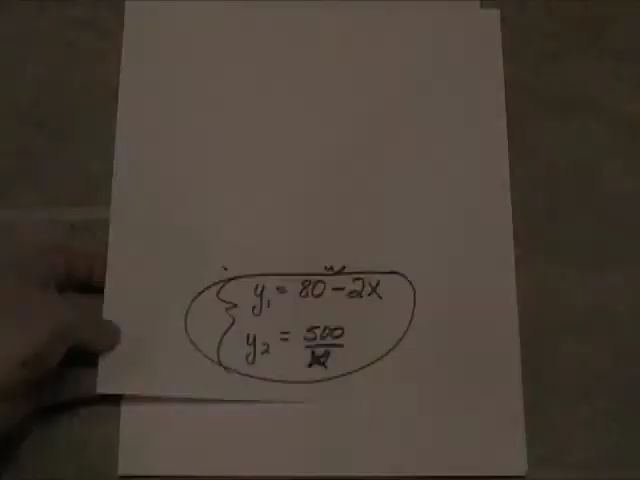 y₁ = 80 - 2x
y₂ = 500 /